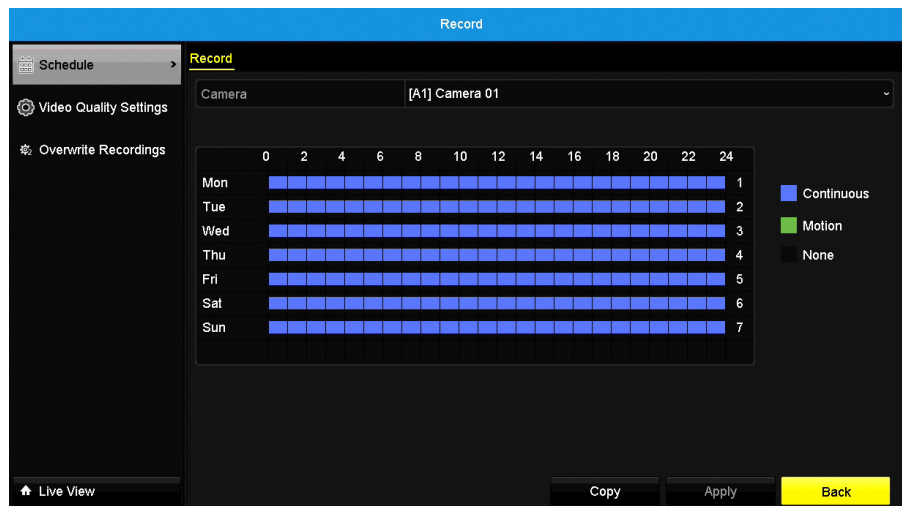 Record
Schedule >
Video Quality Settings
Overwrite Recordings
Live View
Record
Camera [A1] Camera 01
0 2 4 6 8 10 12 14 16 18 20 22 24
Mon 1
Tue 2
Wed 3
Thu 4
Fri 5
Sat 6
Sun 7
Continuous
Motion
None
Copy Apply Back